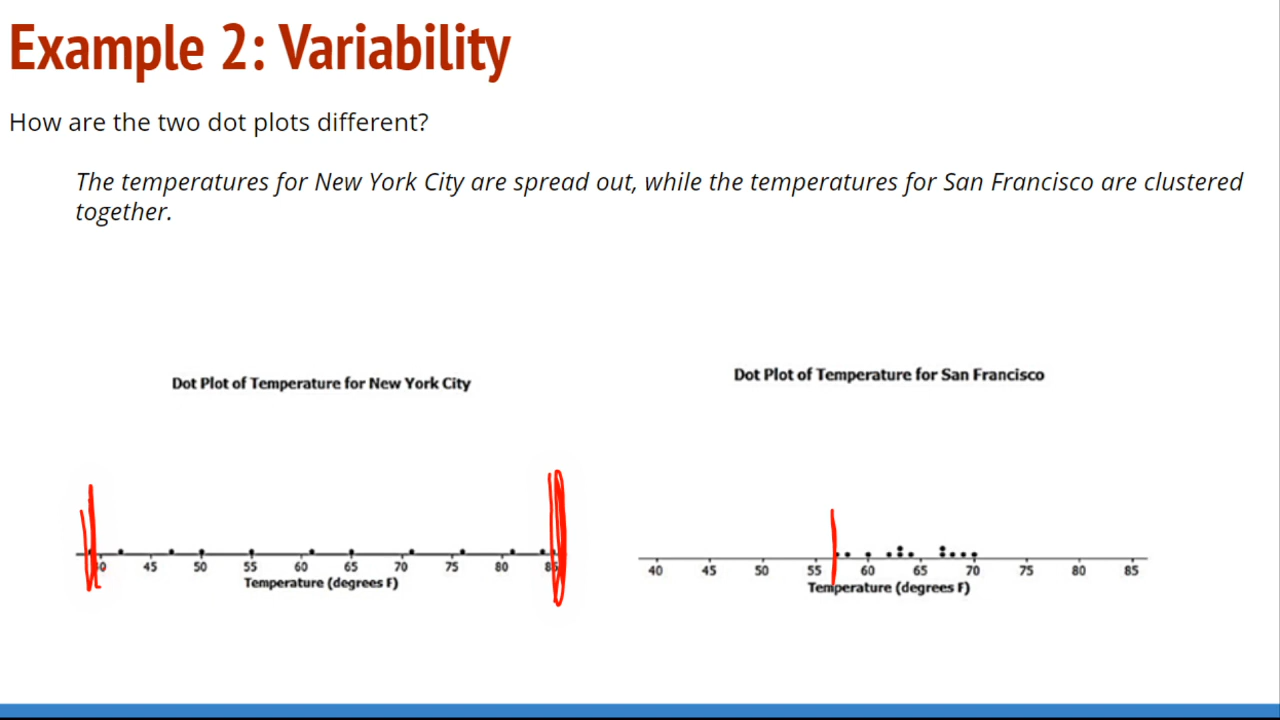 Example 2: Variability
How are the two dot plots different?
The temperatures for New York City are spread out, while the temperatures for San Francisco are clustered
together.
Dot Plot of Temperature for New York City
45 50 55 60 65 70 75 80
Temperature (degrees F)
Dot Plot of Temperature for San Francisco
40 45 50 55 60 65 70 75 80 85
Temperature (degrees F)